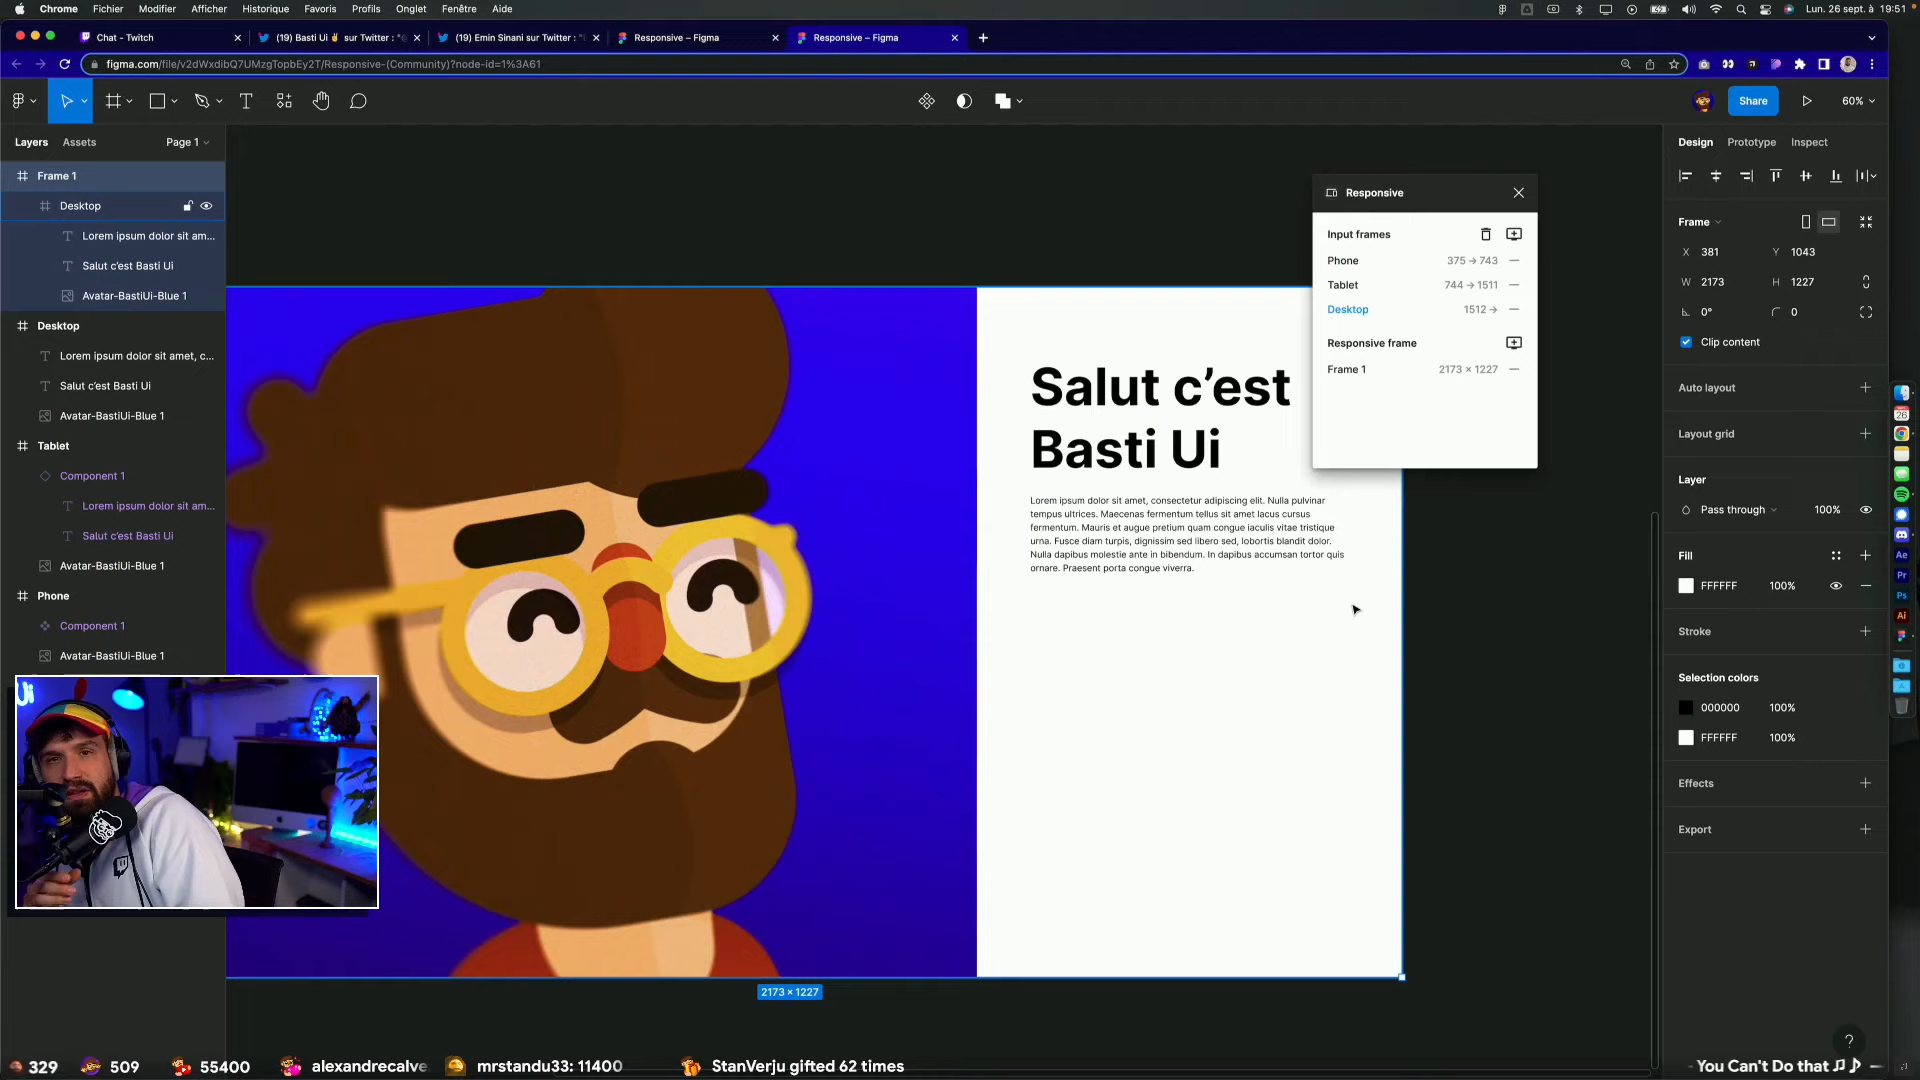 Chrome Fichier Modifier Afficher Historique Favoris Profils Onglet Fenêtre Aide Lun. 26 sept. à 19:51
Chat - Twitch
(19) Basti Ui ✌ sur Twitter : "
(19) Emin Sinani sur Twitter : "
Responsive – Figma
Responsive – Figma
figma.com/file/v2dWxdibQ7UMzgTopbEy2T/Responsive-(Community)?node-id=1%3A61
Share
60%
Layers Assets Page 1
Frame 1
Desktop
Lorem ipsum dolor sit am...
Salut c'est Basti Ui
Avatar-BastiUi-Blue 1
Desktop
Lorem ipsum dolor sit amet, c...
Salut c'est Basti Ui
Avatar-BastiUi-Blue 1
Tablet
Component 1
Lorem ipsum dolor sit am...
Salut c'est Basti Ui
Avatar-BastiUi-Blue 1
Phone
Component 1
Avatar-BastiUi-Blue 1
Ui
Salut c'est
Basti Ui
Lorem ipsum dolor sit amet, consectetur adipiscing elit. Nulla pulvinar
tempus ultrices. Maecenas fermentum tellus sit amet lacus cursus
fermentum. Mauris et augue pretium quam congue iaculis vitae tristique
urna. Fusce diam turpis, dignissim sed libero sed, lobortis blandit dolor.
Nulla dapibus molestie ante in bibendum. In dapibus accumsan tortor quis
ornare. Praesent porta congue viverra.
2173 × 1227
Responsive
Input frames
Phone 375 → 743
Tablet 744 → 1511
Desktop 1512 →
Responsive frame
Frame 1 2173 × 1227
Design Prototype Inspect
Frame
X 381 Y 1043
W 2173 H 1227
0° 0
Clip content
Auto layout
Layout grid
Layer
Pass through 100%
Fill
FFFFFF 100%
Stroke
Selection colors
000000 100%
FFFFFF 100%
Effects
Export
?
26
Ae
Pr
Ps
Ai
329 509 55400 alexandrecalve mrstandu33: 11400 StanVerju gifted 62 times - You Can't Do that ♫♪ -